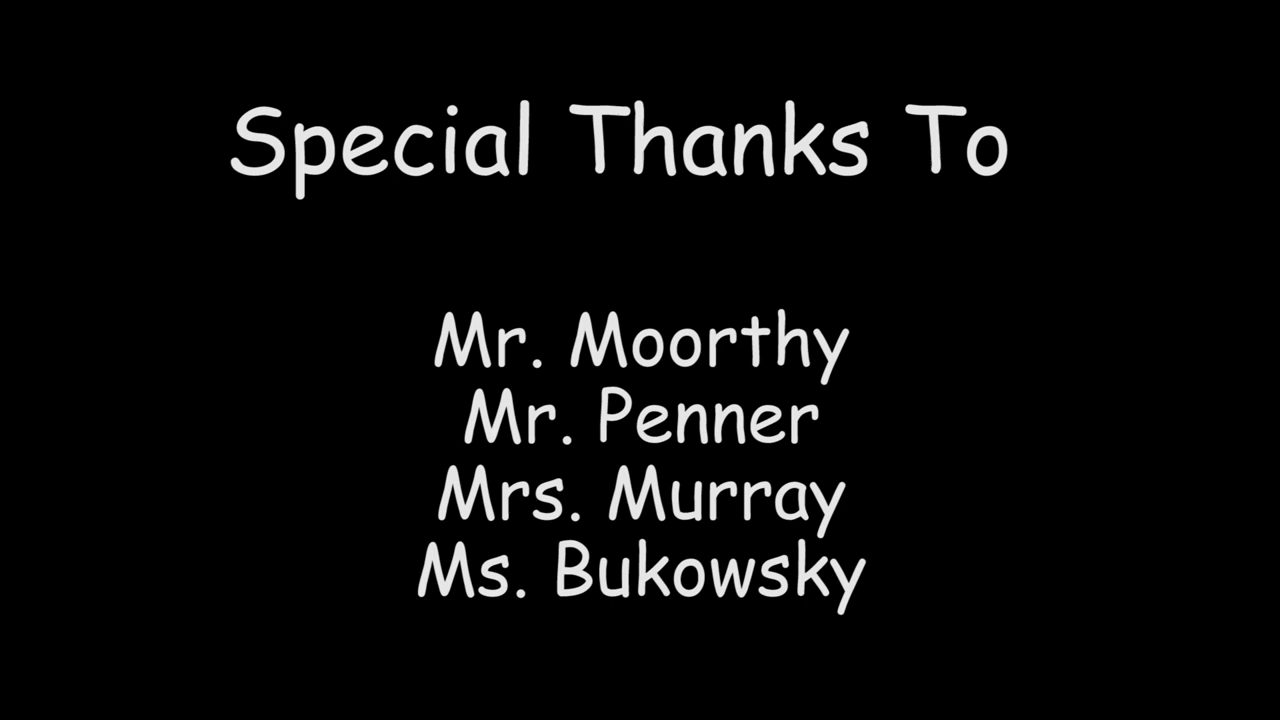 Special Thanks To
Mr. Moorthy
Mr. Penner
Mrs. Murray
Ms. Bukowsky